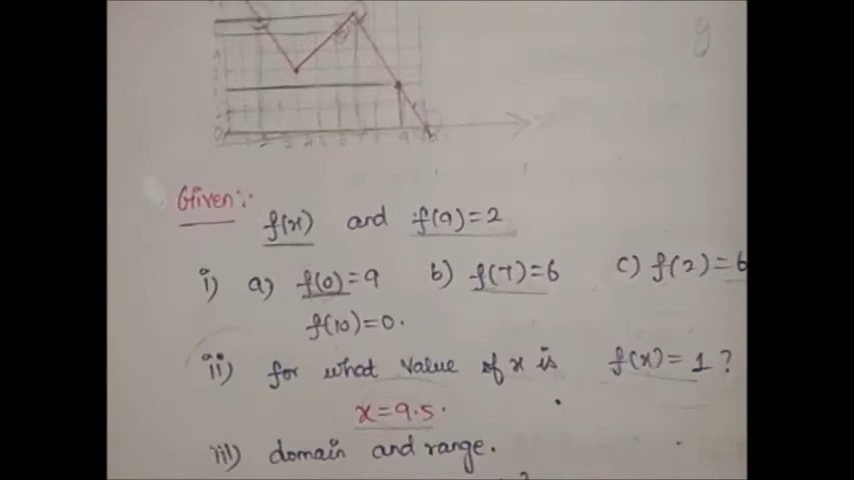 y
Given:
f(x) and f(9)=2
i) a) f(0)=9 b) f(7)=6 c) f(2)=6
f(10)=0.
ii) for what value of x is f(x)=1?
x=9.5.
iii) domain and range.